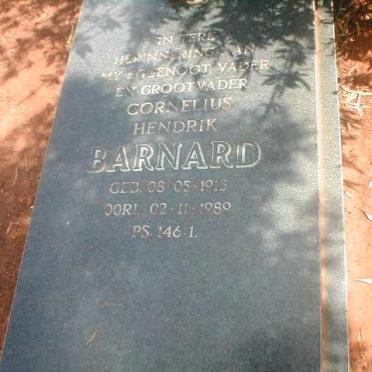 IN TERE
HERINNERING AAN
MY EGGENOOT, VADER
EN GROOTVADER
CORNELIUS
HENDRIK
BARNARD
GEB. 08·05·1915
OORL. 02·11·1989
PS. 146:1.